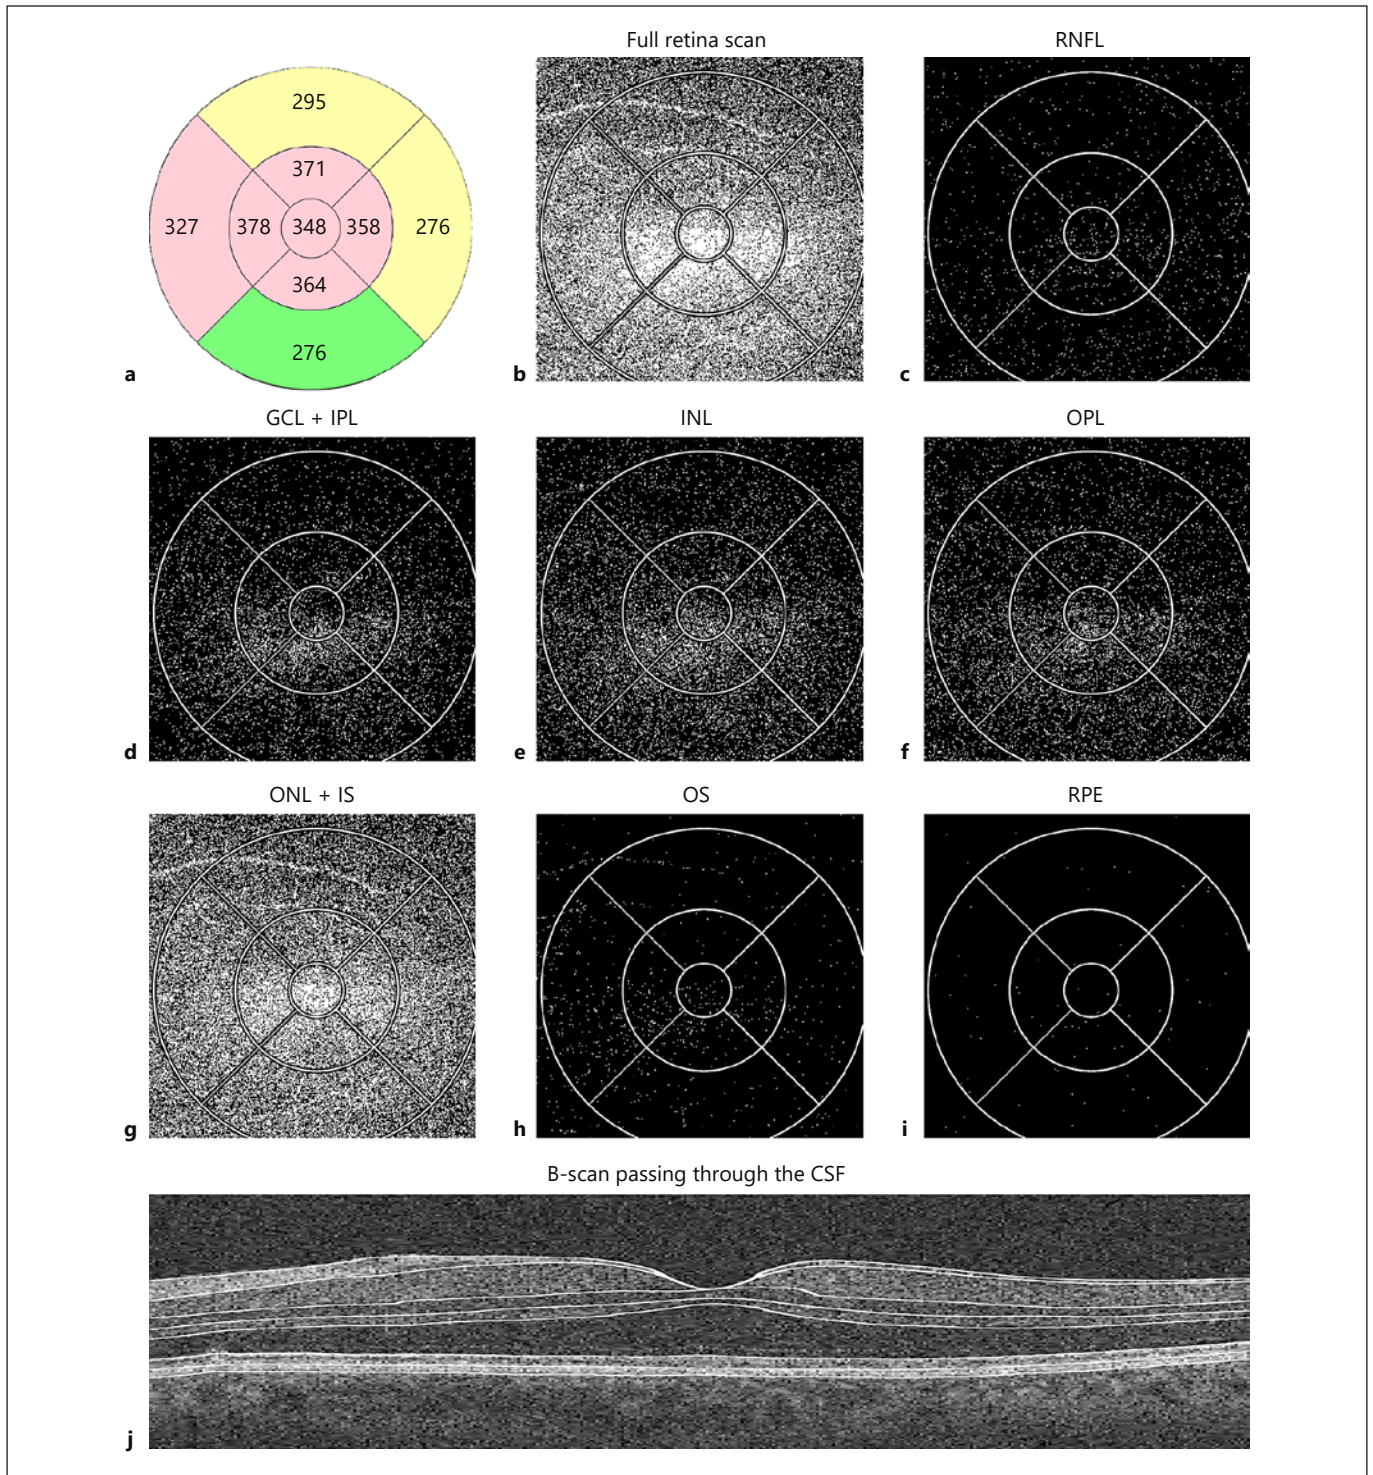 Full retina scan
RNFL
295
371
327 378 348 358 276
364
276
a
b
c
GCL + IPL
INL
OPL
d
e
f
ONL + IS
OS
RPE
g
h
i
B-scan passing through the CSF
j